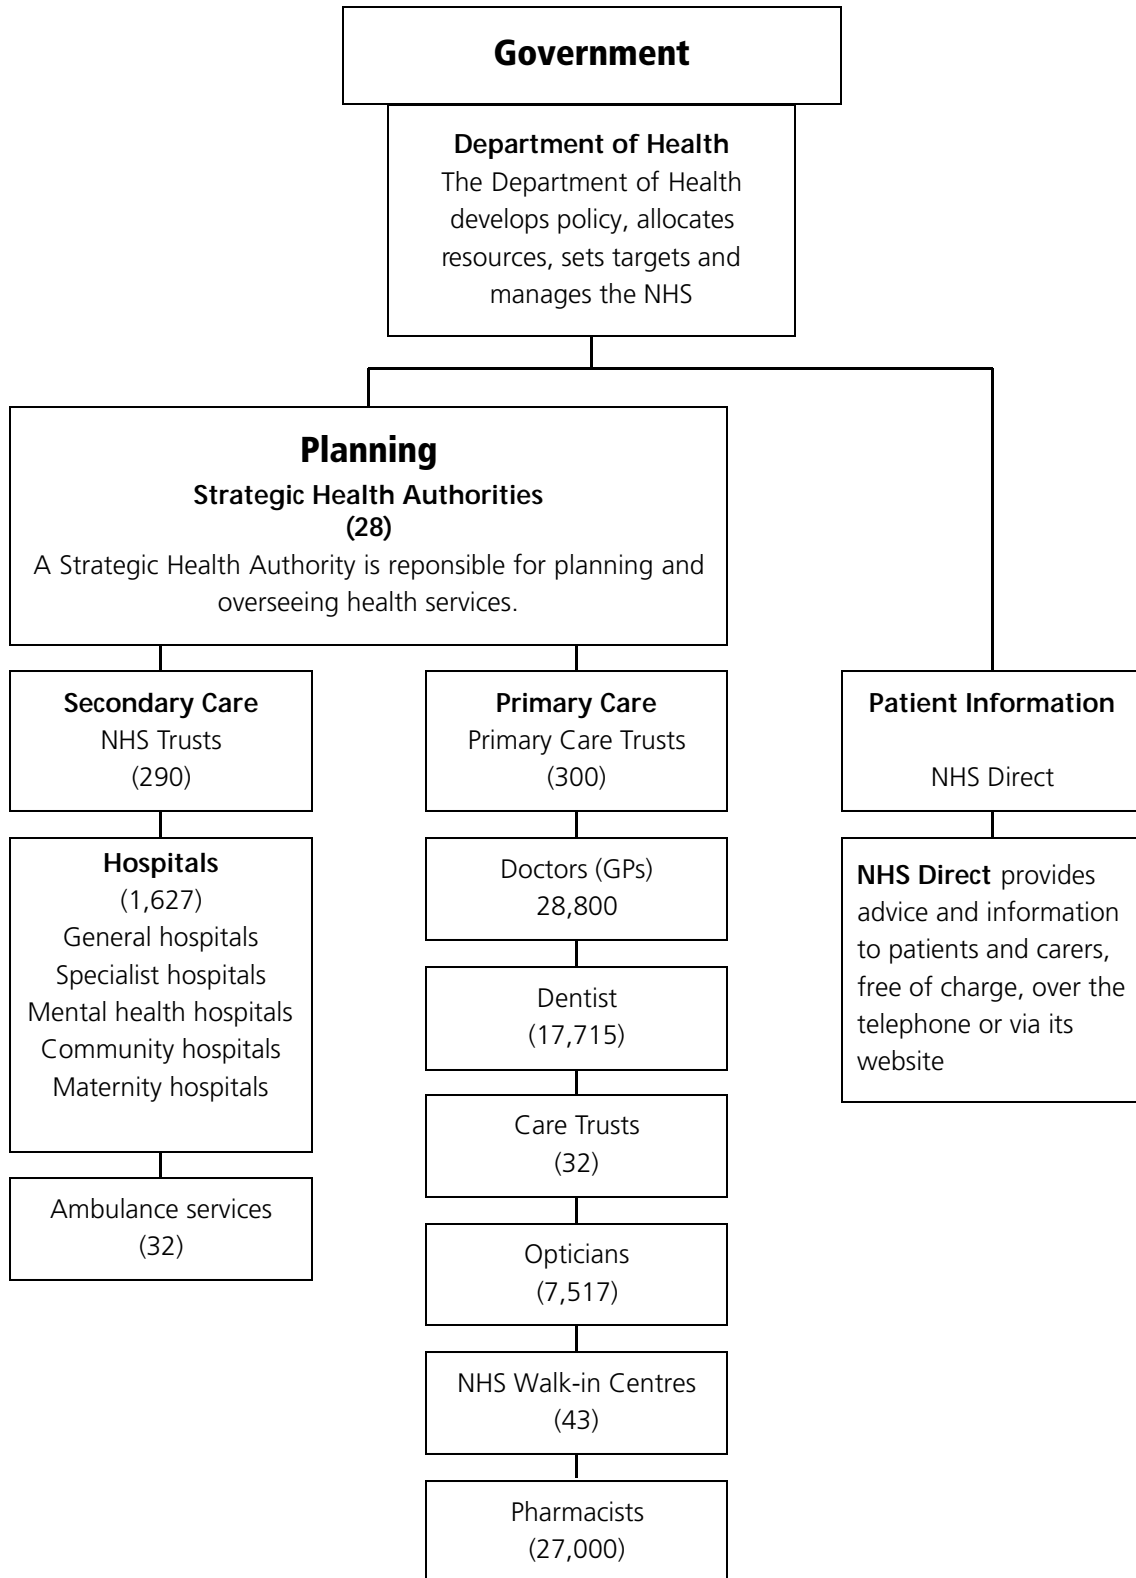 Government
Department of Health
The Department of Health
develops policy, allocates
resources, sets targets and
manages the NHS
Planning
Strategic Health Authorities
(28)
A Strategic Health Authority is reponsible for planning and
overseeing health services.
Secondary Care
NHS Trusts
(290)
Hospitals
(1,627)
General hospitals
Specialist hospitals
Mental health hospitals
Community hospitals
Maternity hospitals
Ambulance services
(32)
Primary Care
Primary Care Trusts
(300)
Doctors (GPs)
28,800
Dentist
(17,715)
Care Trusts
(32)
Opticians
(7,517)
NHS Walk-in Centres
(43)
Pharmacists
(27,000)
Patient Information
NHS Direct
NHS Direct provides
advice and information
to patients and carers,
free of charge, over the
telephone or via its
website